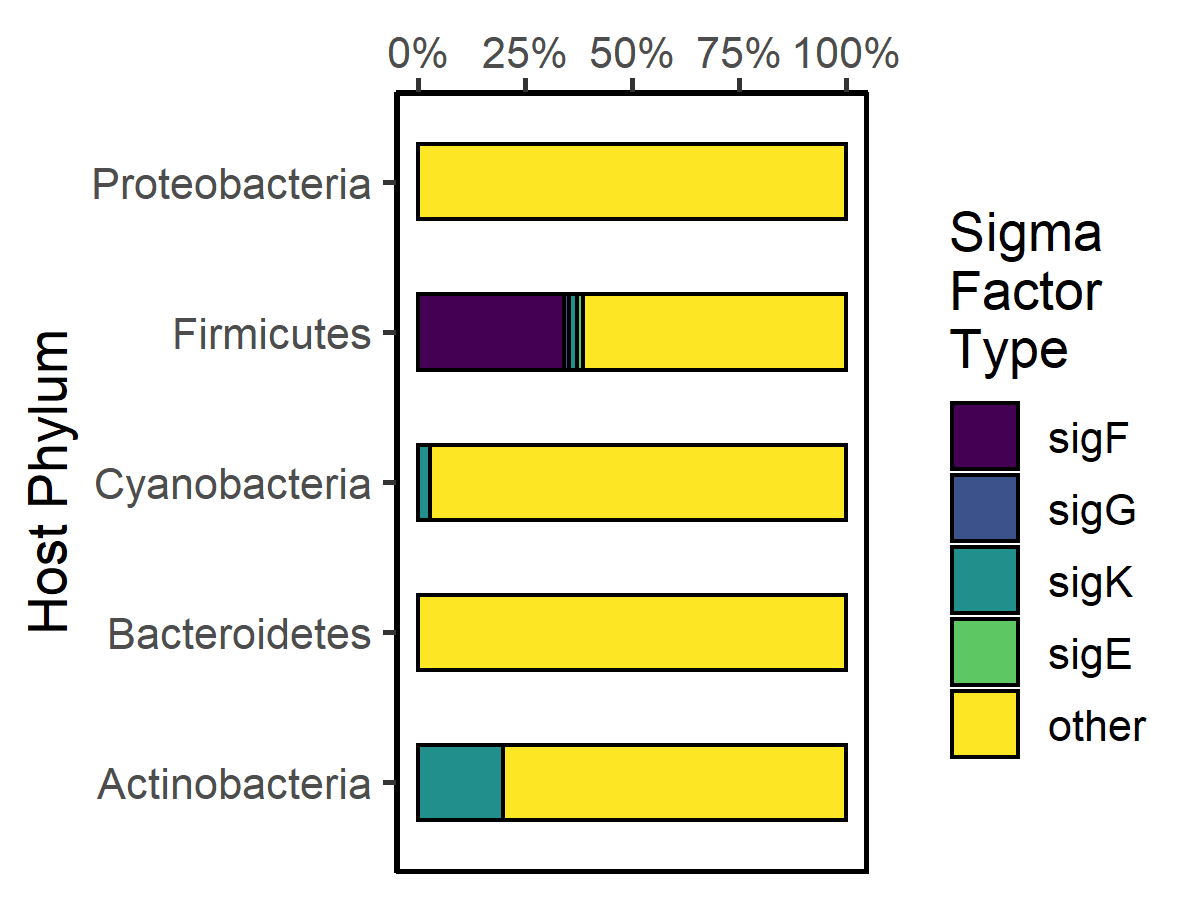 0% 25% 50% 75% 100%
Proteobacteria
Firmicutes
Cyanobacteria
Bacteroidetes
Actinobacteria
Host Phylum
Sigma
Factor
Type
sigF
sigG
sigK
sigE
other